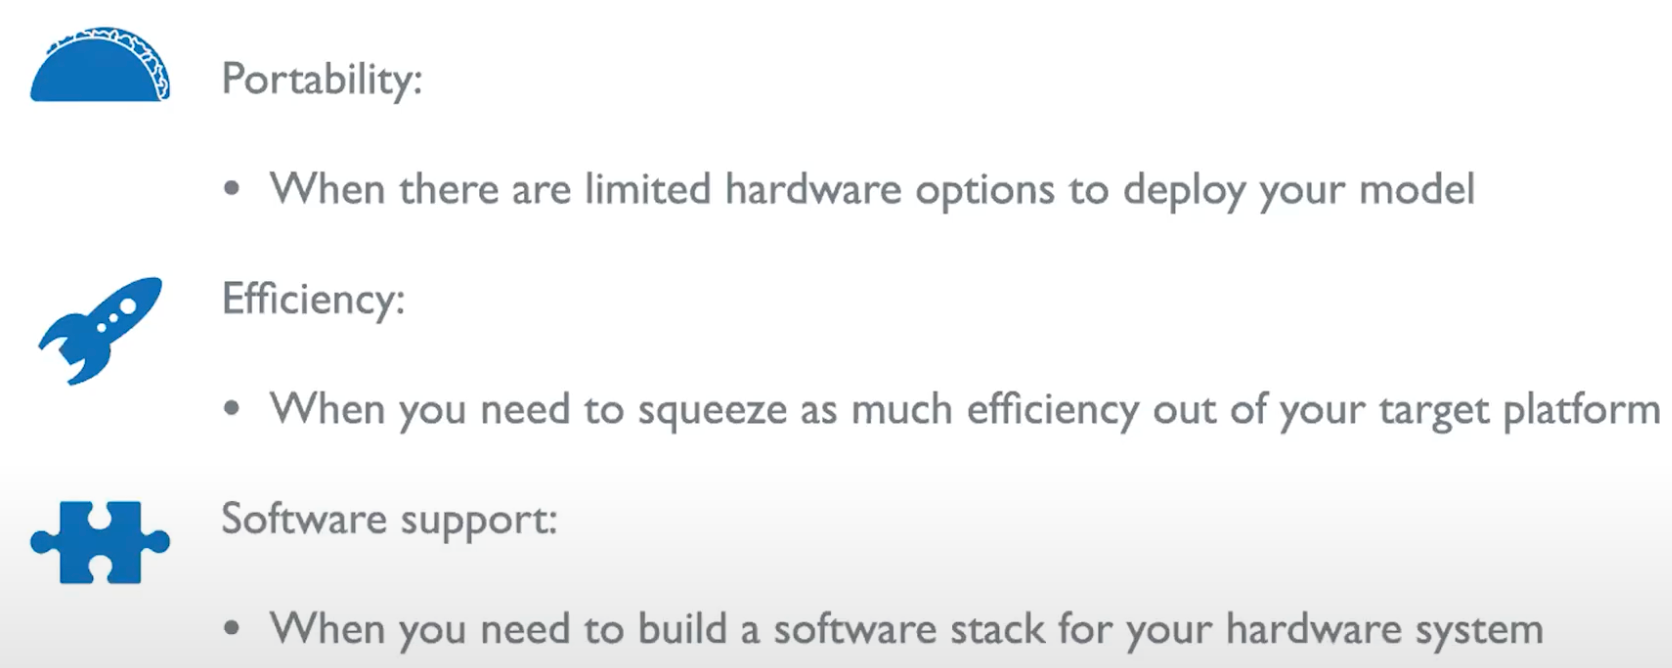 Portability:
• When there are limited hardware options to deploy your model
Efficiency:
• When you need to squeeze as much efficiency out of your target platform
Software support:
• When you need to build a software stack for your hardware system